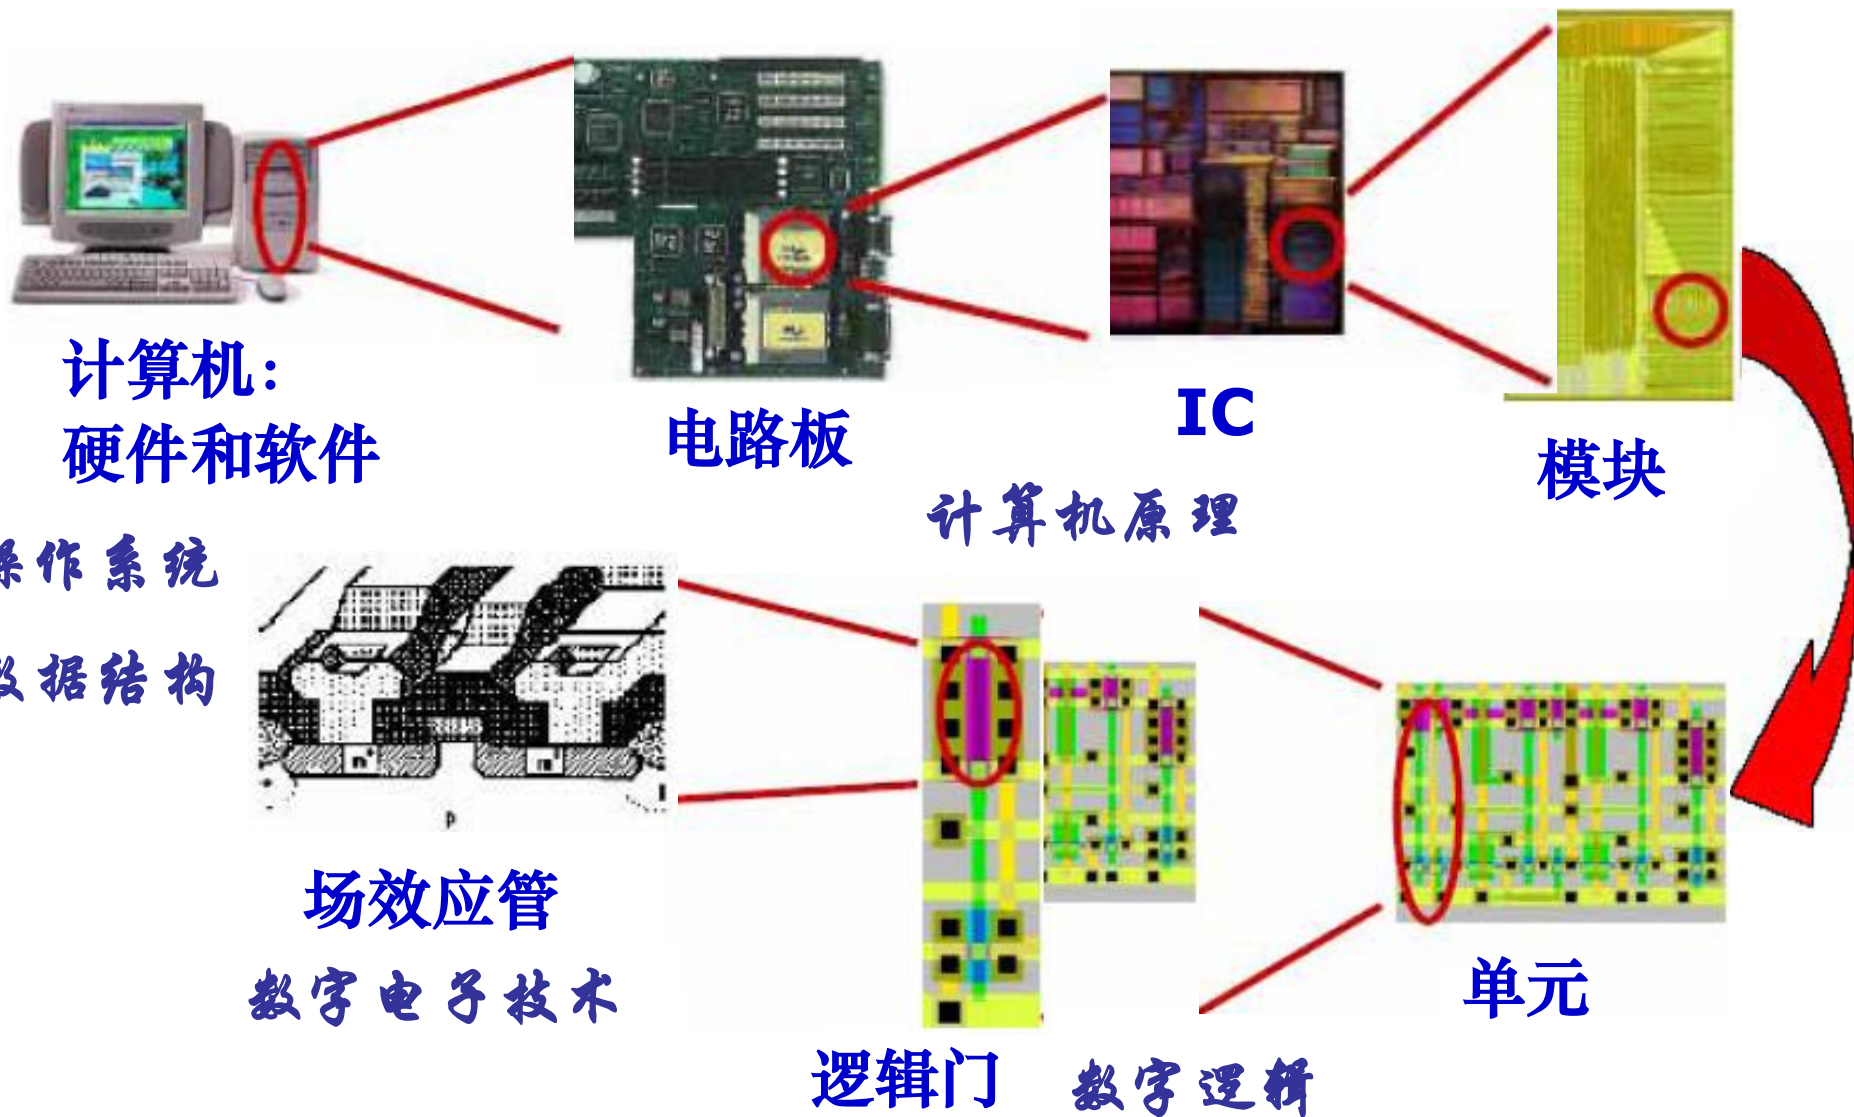 计算机：
硬件和软件
电路板
IC
模块
计算机原理
操作系统
数据结构
n⁺
p
场效应管
数字电子技术
单元
逻辑门
数字逻辑